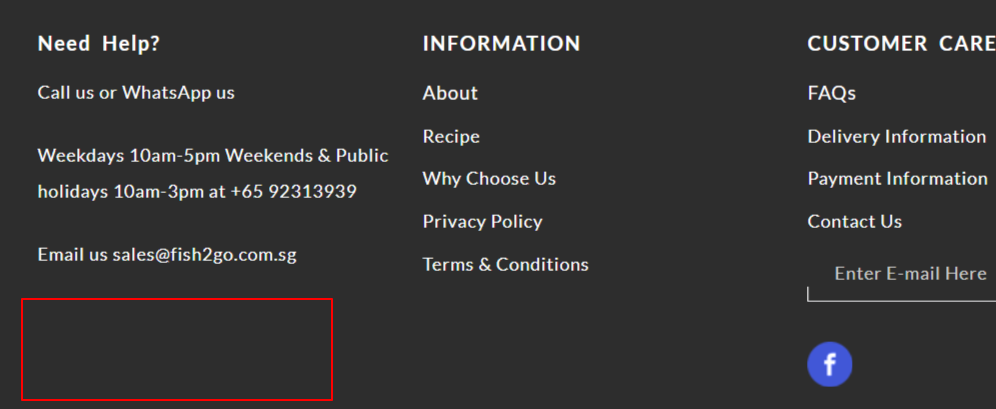 Need Help?
Call us or WhatsApp us
Weekdays 10am-5pm Weekends & Public
holidays 10am-3pm at +65 92313939
Email us sales@fish2go.com.sg
INFORMATION
About
Recipe
Why Choose Us
Privacy Policy
Terms & Conditions
CUSTOMER CARE
FAQs
Delivery Information
Payment Information
Contact Us
Enter E-mail Here
f